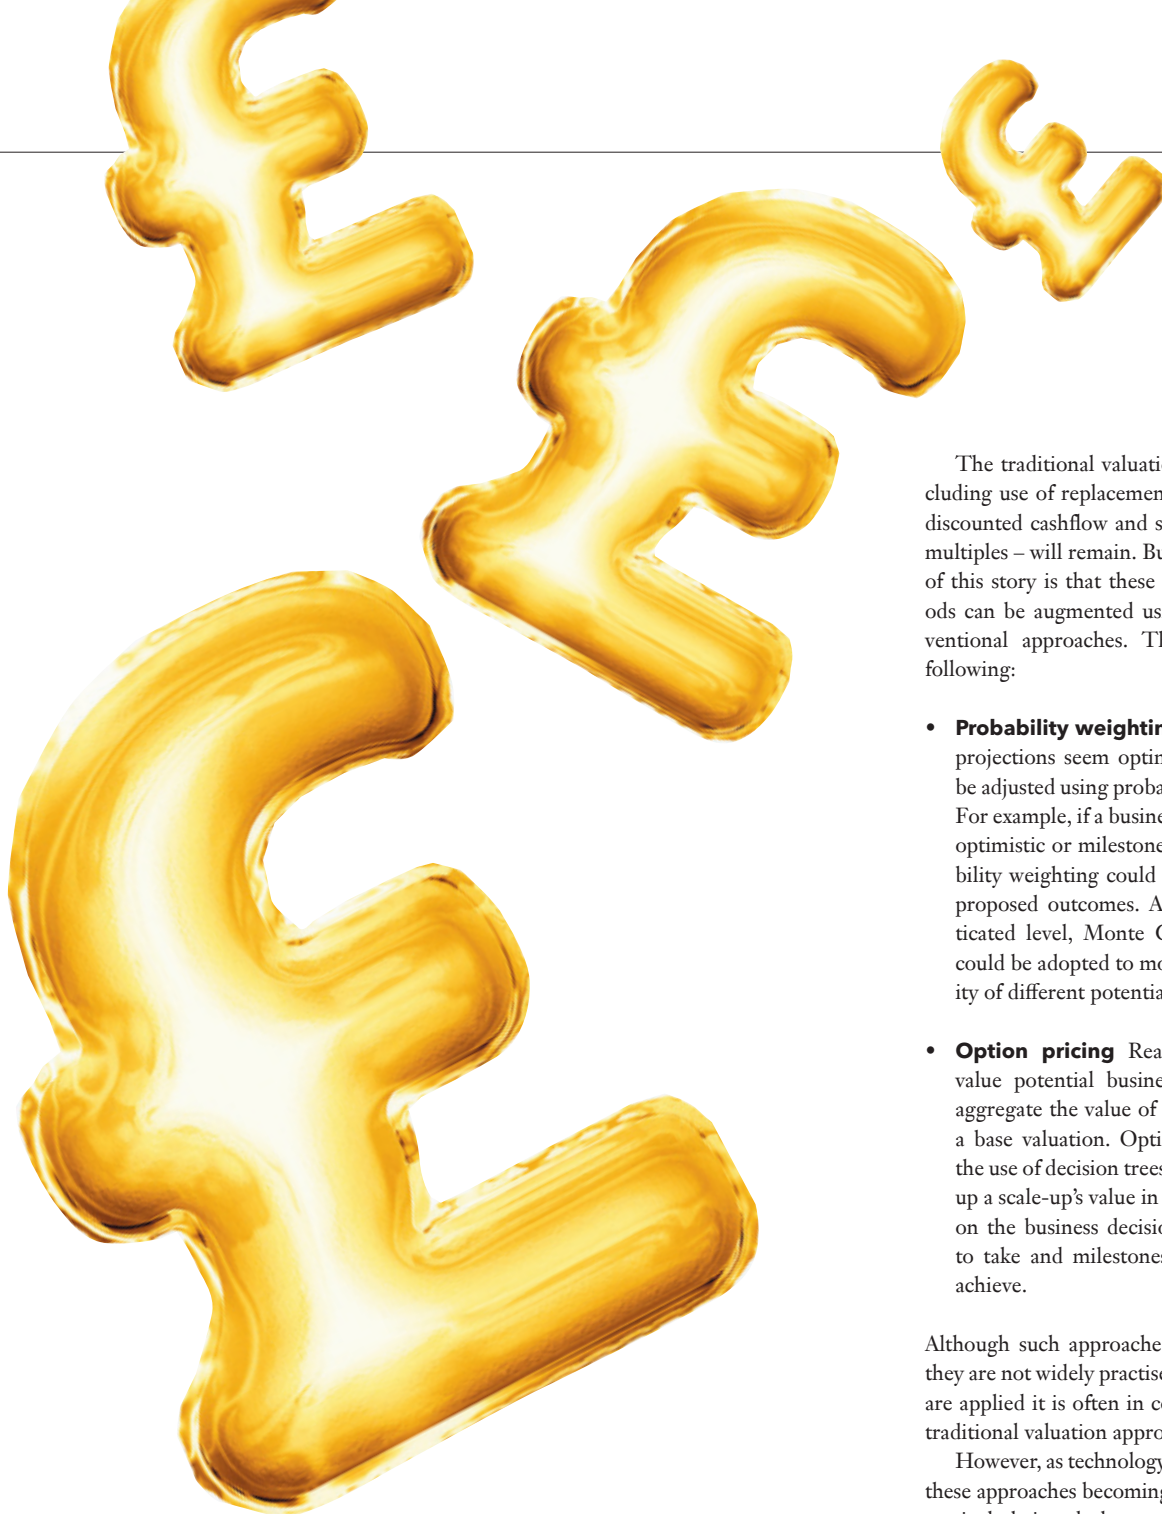 The traditional valuati
cluding use of replacemen
discounted cashflow and s
multiples – will remain. Bu
of this story is that these
ods can be augmented us
ventional approaches. Th
following:
• Probability weightin
projections seem optim
be adjusted using proba
For example, if a busine
optimistic or milestone
bility weighting could
proposed outcomes. A
ticated level, Monte C
could be adopted to mo
ity of different potentia
• Option pricing Rea
value potential busine
aggregate the value of
a base valuation. Opti
the use of decision trees
up a scale-up’s value in
on the business decisio
to take and milestones
achieve.
Although such approache
they are not widely practise
are applied it is often in co
traditional valuation appro
However, as technology
these approaches becoming